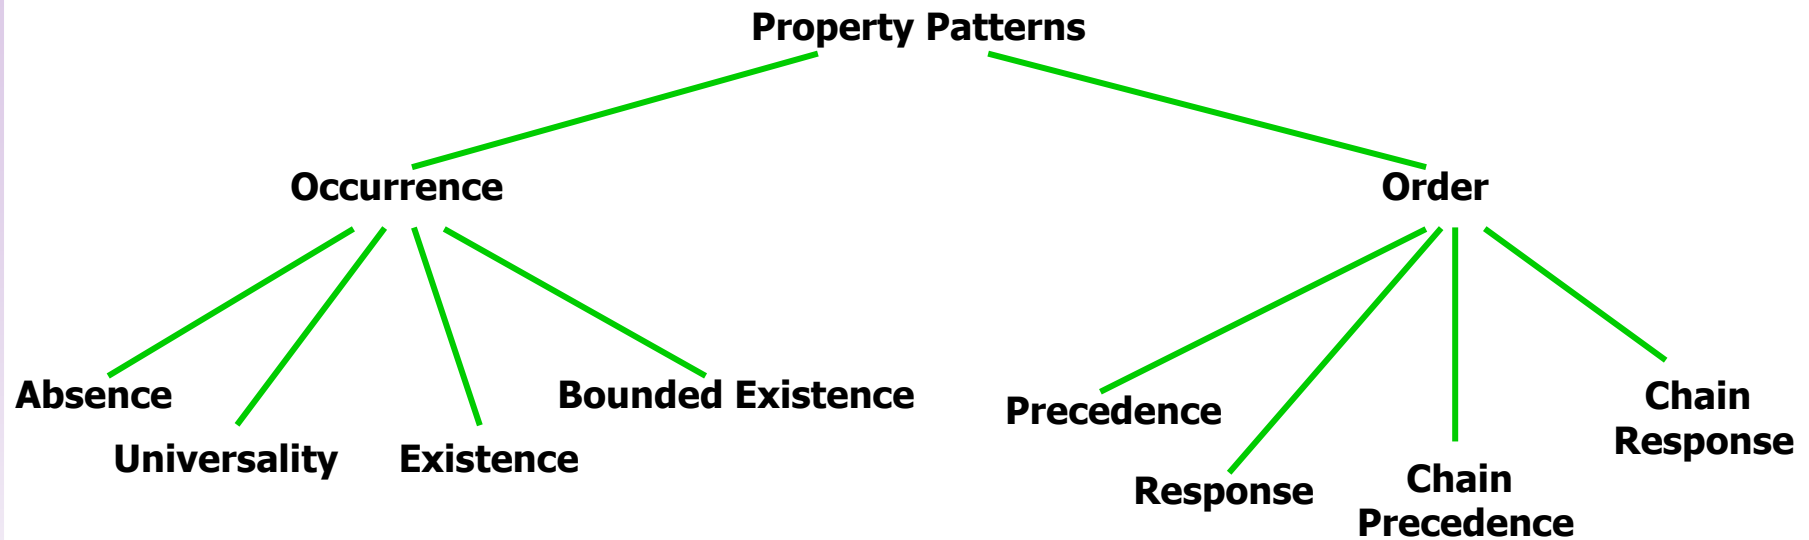 Property Patterns
Occurrence
Order
Absence
Universality
Existence
Bounded Existence
Precedence
Response
Chain
Precedence
Chain
Response